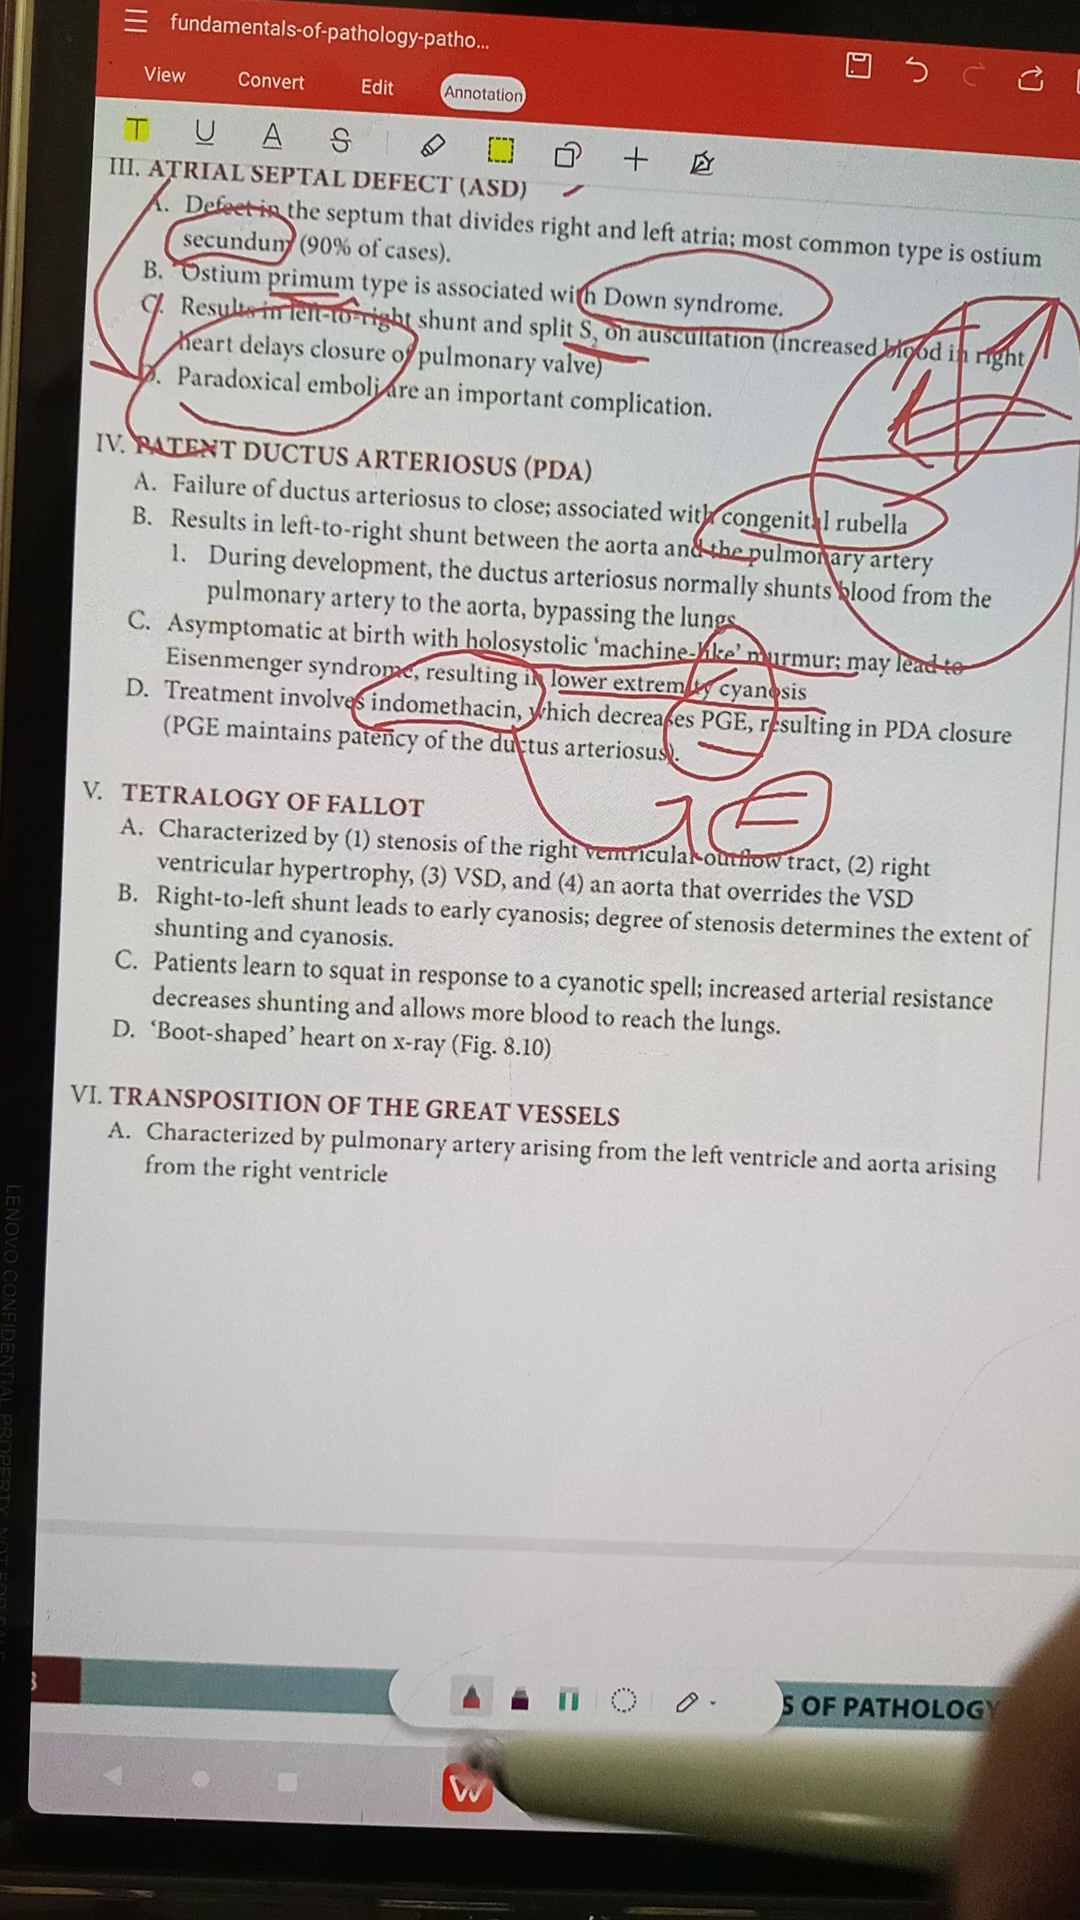 fundamentals-of-pathology-patho...
View Convert Edit Annotation
T U A S
III. ATRIAL SEPTAL DEFECT (ASD)
A. Defect in the septum that divides right and left atria; most common type is ostium
secundum (90% of cases).
B. Ostium primum type is associated with Down syndrome.
C. Results in left-to-right shunt and split S2 on auscultation (increased blood in right
heart delays closure of pulmonary valve)
D. Paradoxical emboli are an important complication.
IV. PATENT DUCTUS ARTERIOSUS (PDA)
A. Failure of ductus arteriosus to close; associated with congenital rubella
B. Results in left-to-right shunt between the aorta and the pulmonary artery
1. During development, the ductus arteriosus normally shunts blood from the
pulmonary artery to the aorta, bypassing the lungs.
C. Asymptomatic at birth with holosystolic 'machine-like' murmur; may lead to
Eisenmenger syndrome, resulting in lower extremity cyanosis
D. Treatment involves indomethacin, which decreases PGE, resulting in PDA closure
(PGE maintains patency of the ductus arteriosus).
V. TETRALOGY OF FALLOT
A. Characterized by (1) stenosis of the right ventricular outflow tract, (2) right
ventricular hypertrophy, (3) VSD, and (4) an aorta that overrides the VSD
B. Right-to-left shunt leads to early cyanosis; degree of stenosis determines the extent of
shunting and cyanosis.
C. Patients learn to squat in response to a cyanotic spell; increased arterial resistance
decreases shunting and allows more blood to reach the lungs.
D. 'Boot-shaped' heart on x-ray (Fig. 8.10)
VI. TRANSPOSITION OF THE GREAT VESSELS
A. Characterized by pulmonary artery arising from the left ventricle and aorta arising
from the right ventricle
S OF PATHOLOGY
W
LENOVO CONFIDENTIAL PROPERTY. NOT FOR SALE